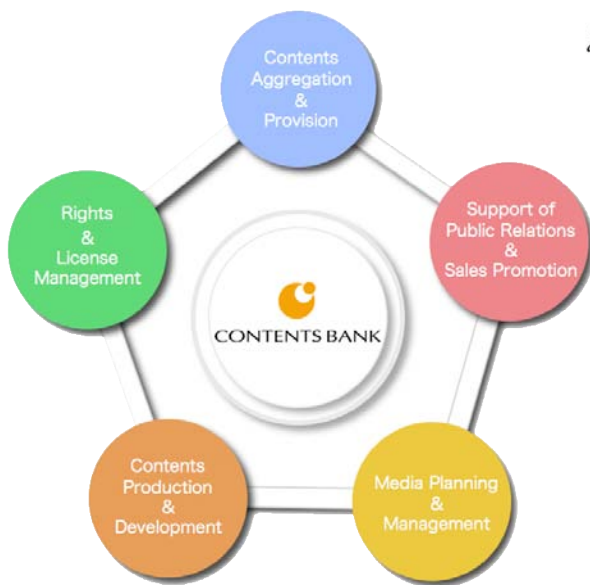 Contents
Aggregation
&
Provision
Rights
&
License
Management
Support of
Public Relations
&
Sales Promotion
CONTENTS BANK
Contents
Production
&
Development
Media Planning
&
Management